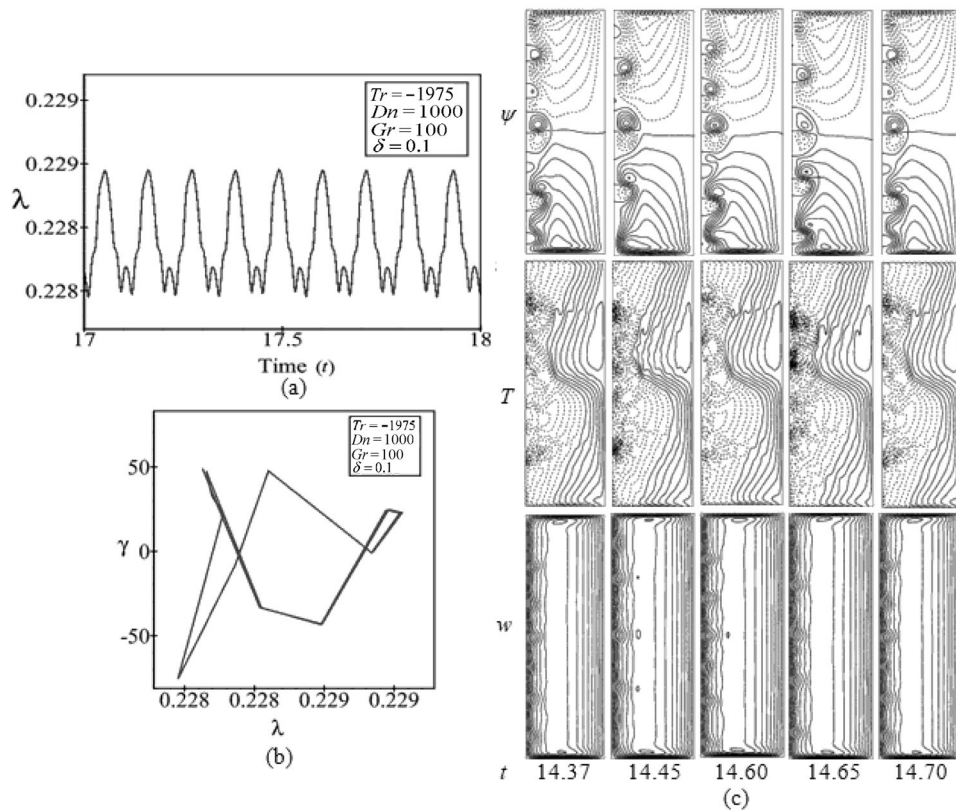 (a)
0.229
0.229
λ
0.228
0.228
Tr = −1975
Dn = 1000
Gr = 100
δ = 0.1
17
17.5
18
Time (t)
(a)
Tr = −1975
Dn = 1000
Gr = 100
δ = 0.1
50
γ 0
-50
0.228 0.228 0.229 0.229
λ
(b)
ψ
T
w
t 14.37 14.45 14.60 14.65 14.70
(c)